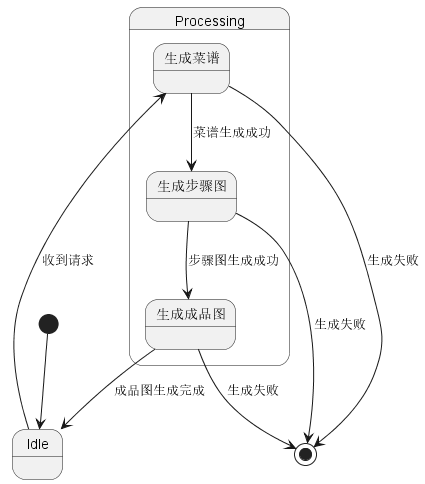 Processing
生成菜谱
菜谱生成成功
生成步骤图
收到请求
步骤图生成成功
生成失败
生成成品图
生成失败
成品图生成完成
生成失败
Idle